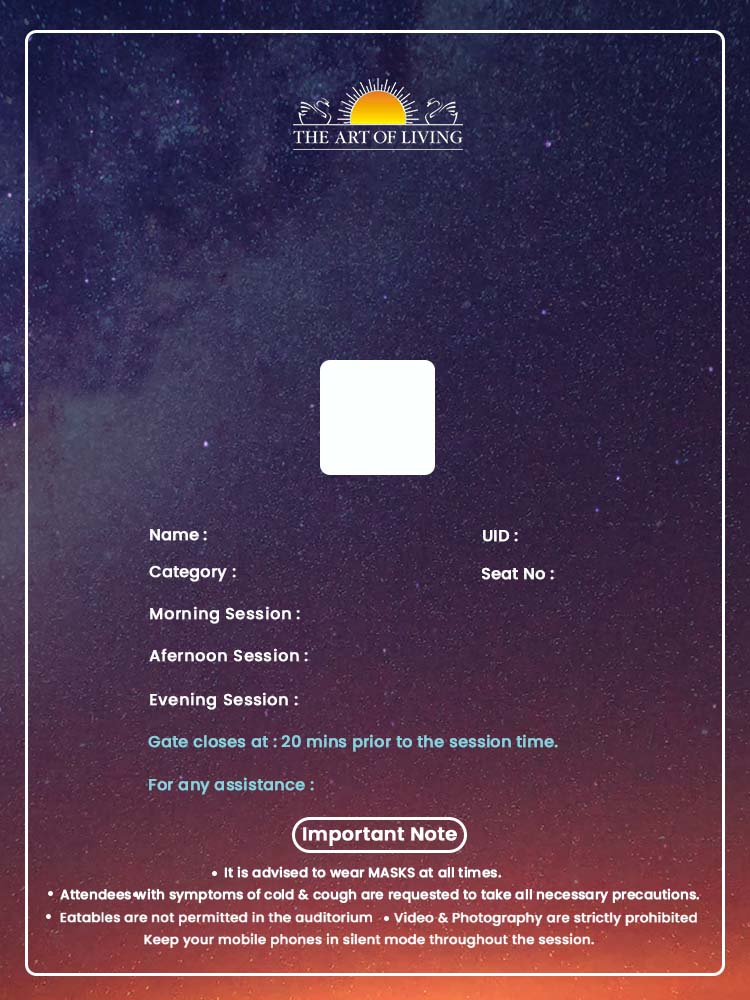 THE ART OF LIVING
Name :
UID :
Category :
Seat No :
Morning Session :
Afernoon Session :
Evening Session :
Gate closes at : 20 mins prior to the session time.
For any assistance :
Important Note
• It is advised to wear MASKS at all times.
• Attendees•with symptoms of cold & cough are requested to take all necessary precautions.
• Eatables are not permitted in the auditorium • Video & Photography are strictly prohibited
Keep your mobile phones in silent mode throughout the session.